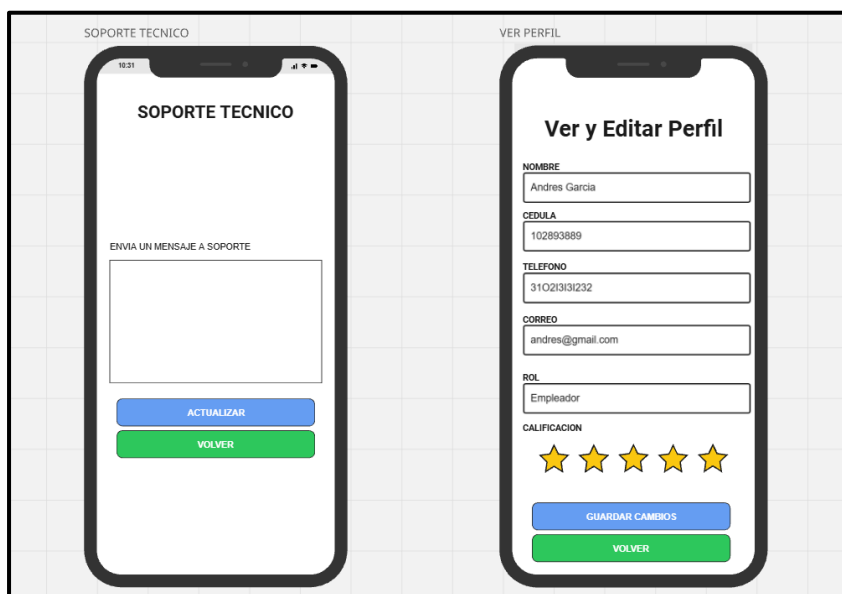 SOPORTE TECNICO
10:31
SOPORTE TECNICO
ENVIA UN MENSAJE A SOPORTE
ACTUALIZAR
VOLVER
VER PERFIL
Ver y Editar Perfil
NOMBRE
Andres Garcia
CEDULA
102893889
TELEFONO
31O2I3I3I232
CORREO
andres@gmail.com
ROL
Empleador
CALIFICACION
GUARDAR CAMBIOS
VOLVER